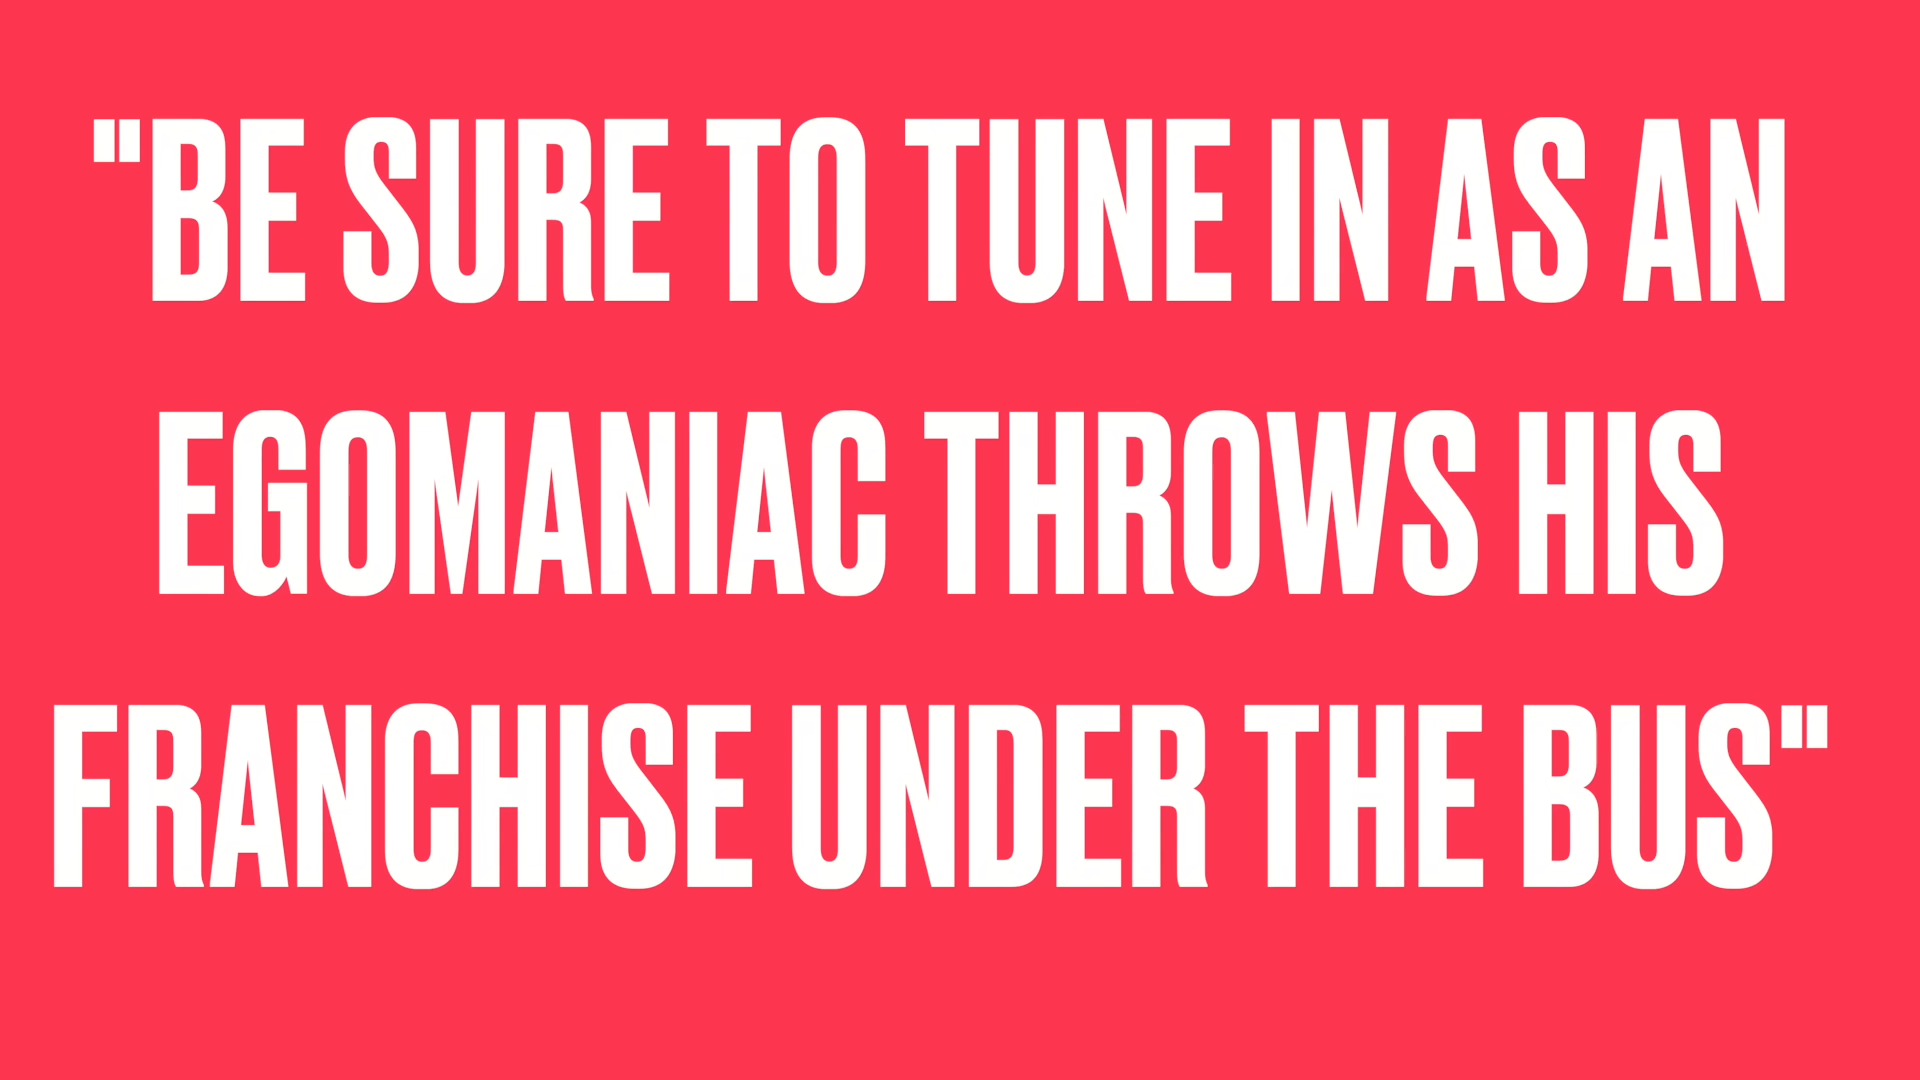 "BE SURE TO TUNE IN AS AN
EGOMANIAC THROWS HIS
FRANCHISE UNDER THE BUS"